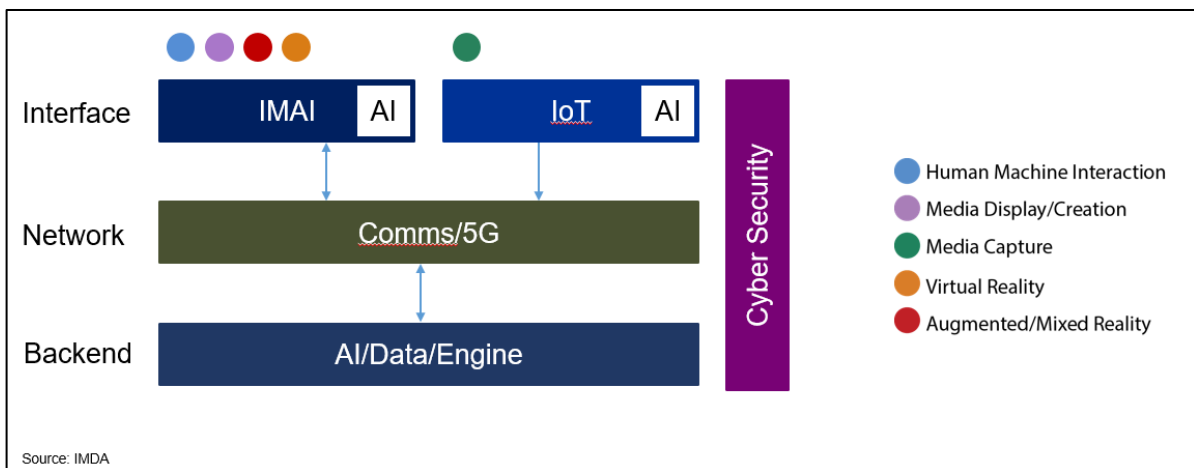 Interface
IMAI
AI
IoT
AI
Network
Comms/5G
Backend
AI/Data/Engine
Cyber Security
Human Machine Interaction
Media Display/Creation
Media Capture
Virtual Reality
Augmented/Mixed Reality
Source: IMDA